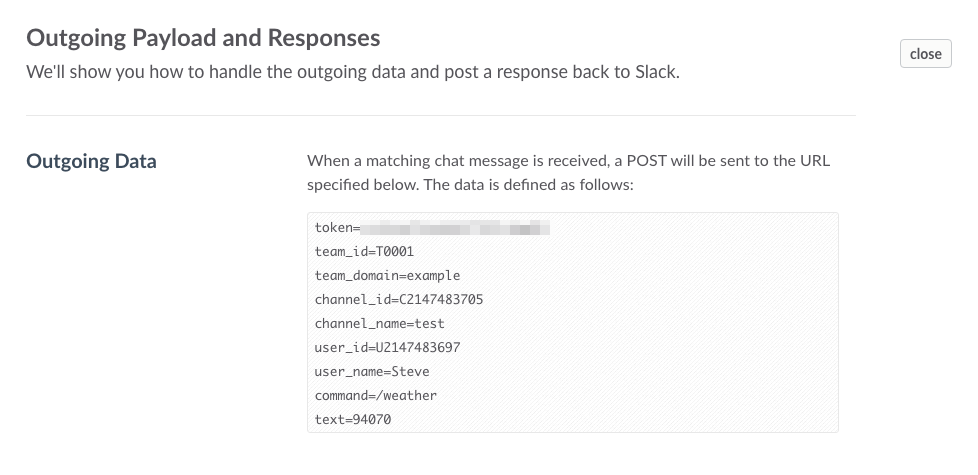 Outgoing Payload and Responses
close
We'll show you how to handle the outgoing data and post a response back to Slack.
Outgoing Data
When a matching chat message is received, a POST will be sent to the URL
specified below. The data is defined as follows:
token=
team_id=T0001
team_domain=example
channel_id=C2147483705
channel_name=test
user_id=U2147483697
user_name=Steve
command=/weather
text=94070